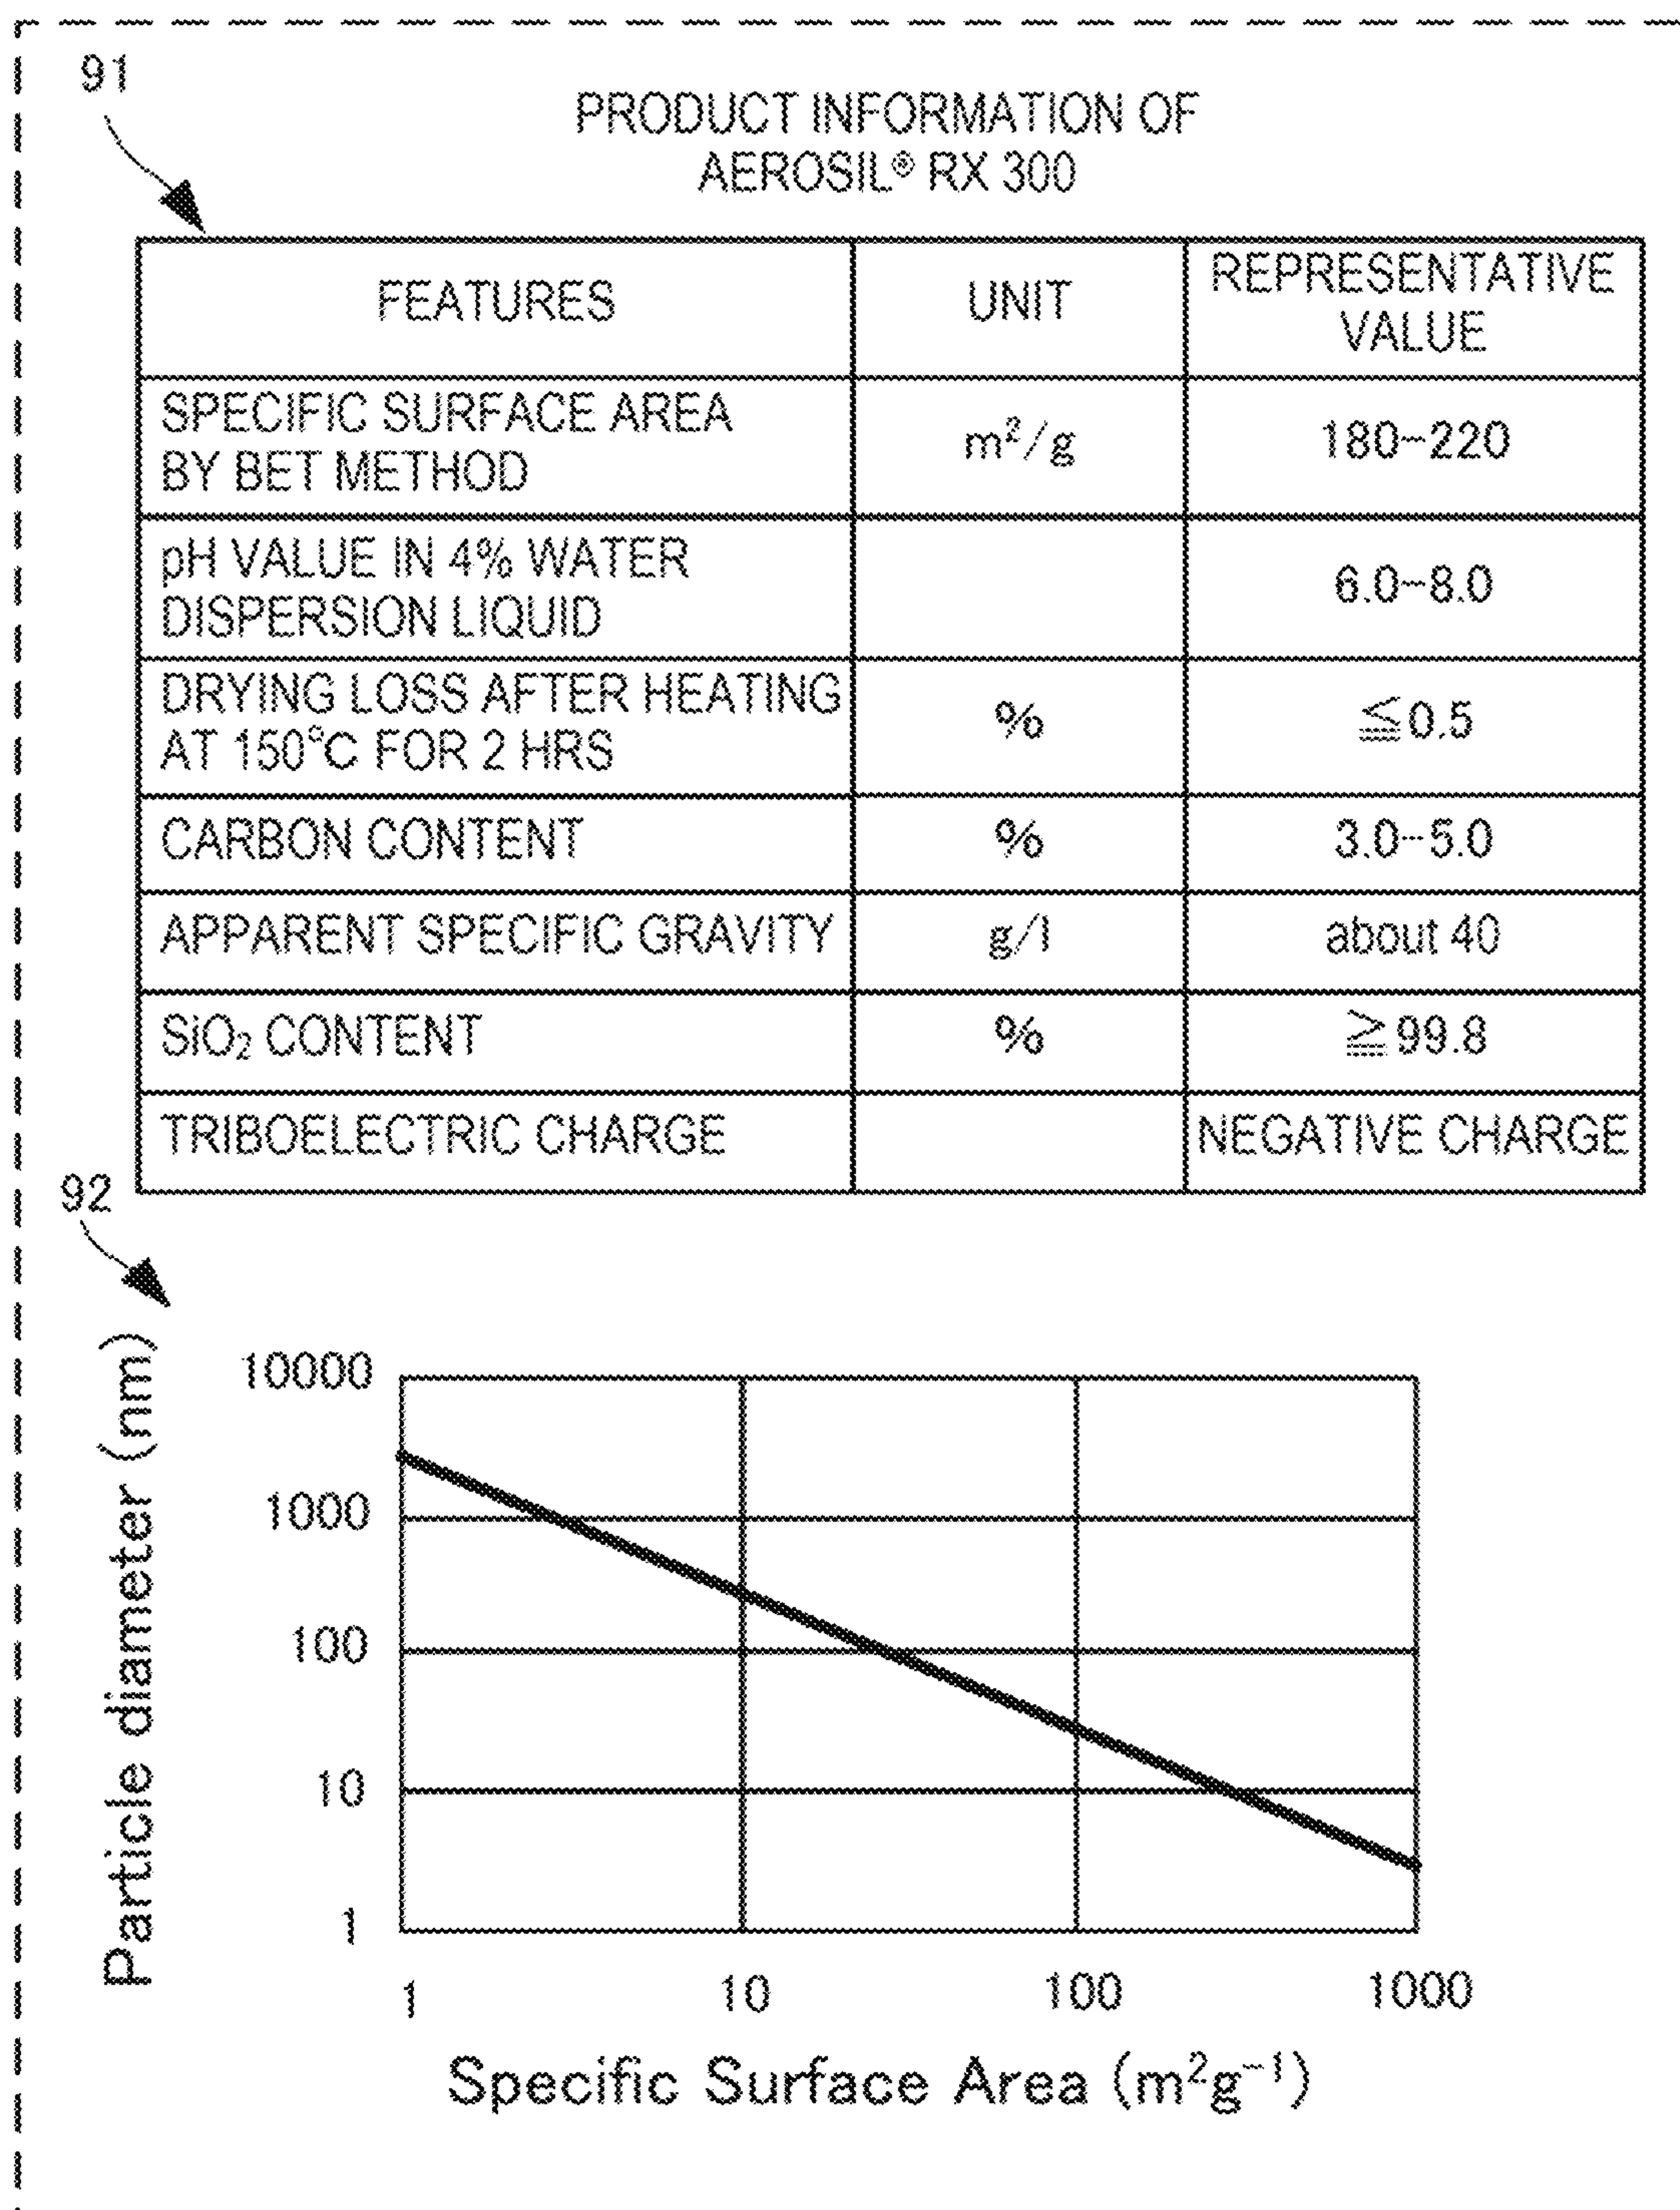 91
PRODUCT INFORMATION OF
AEROSIL® RX 300
FEATURES
UNIT
REPRESENTATIVE
VALUE
SPECIFIC SURFACE AREA
BY BET METHOD
m²/g
180-220
pH VALUE IN 4% WATER
DISPERSION LIQUID
6.0-8.0
DRYING LOSS AFTER HEATING
AT 150°C FOR 2 HRS
%
≦0.5
CARBON CONTENT
%
3.0-5.0
APPARENT SPECIFIC GRAVITY
g/l
about 40
SiO₂ CONTENT
%
≧99.8
TRIBOELECTRIC CHARGE
NEGATIVE CHARGE
92
Particle diameter (nm)
10000
1000
100
10
1
1
10
100
1000
Specific Surface Area (m²g⁻¹)